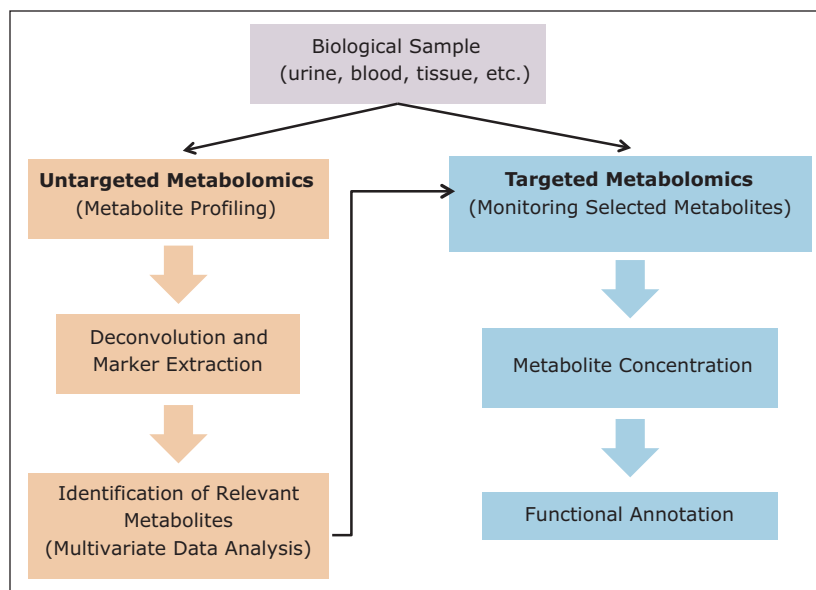 Biological Sample
(urine, blood, tissue, etc.)
Untargeted Metabolomics
(Metabolite Profiling)
Deconvolution and
Marker Extraction
Identification of Relevant
Metabolites
(Multivariate Data Analysis)
Targeted Metabolomics
(Monitoring Selected Metabolites)
Metabolite Concentration
Functional Annotation